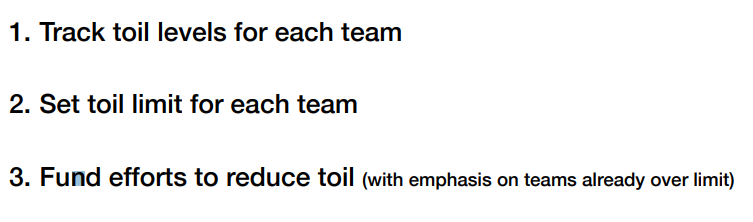 1. Track toil levels for each team
2. Set toil limit for each team
3. Fund efforts to reduce toil (with emphasis on teams already over limit)